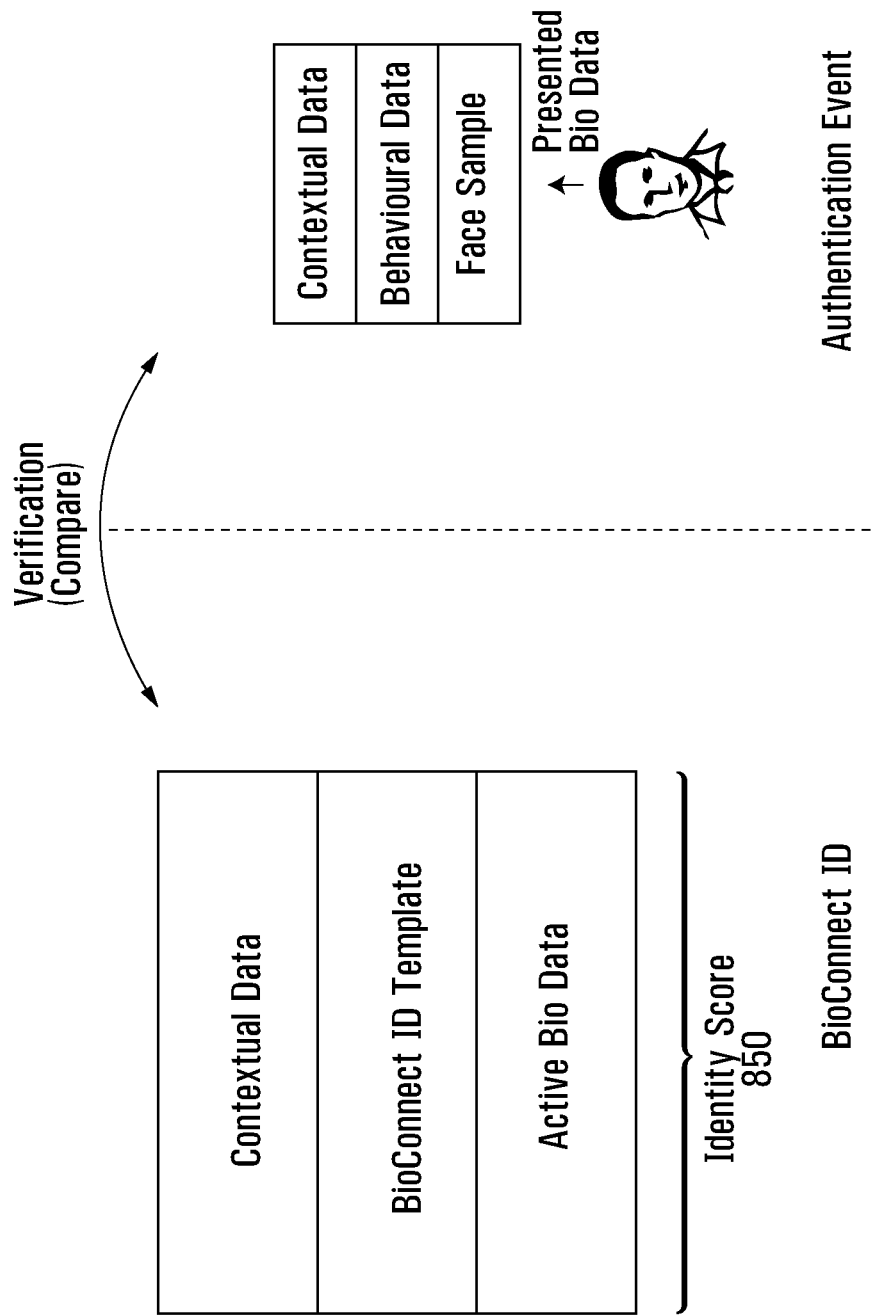 Verification
(Compare)
Contextual Data
BioConnect ID Template
Active Bio Data
Identity Score
850
BioConnect ID
Contextual Data
Behavioural Data
Face Sample
Presented
Bio Data
Authentication Event